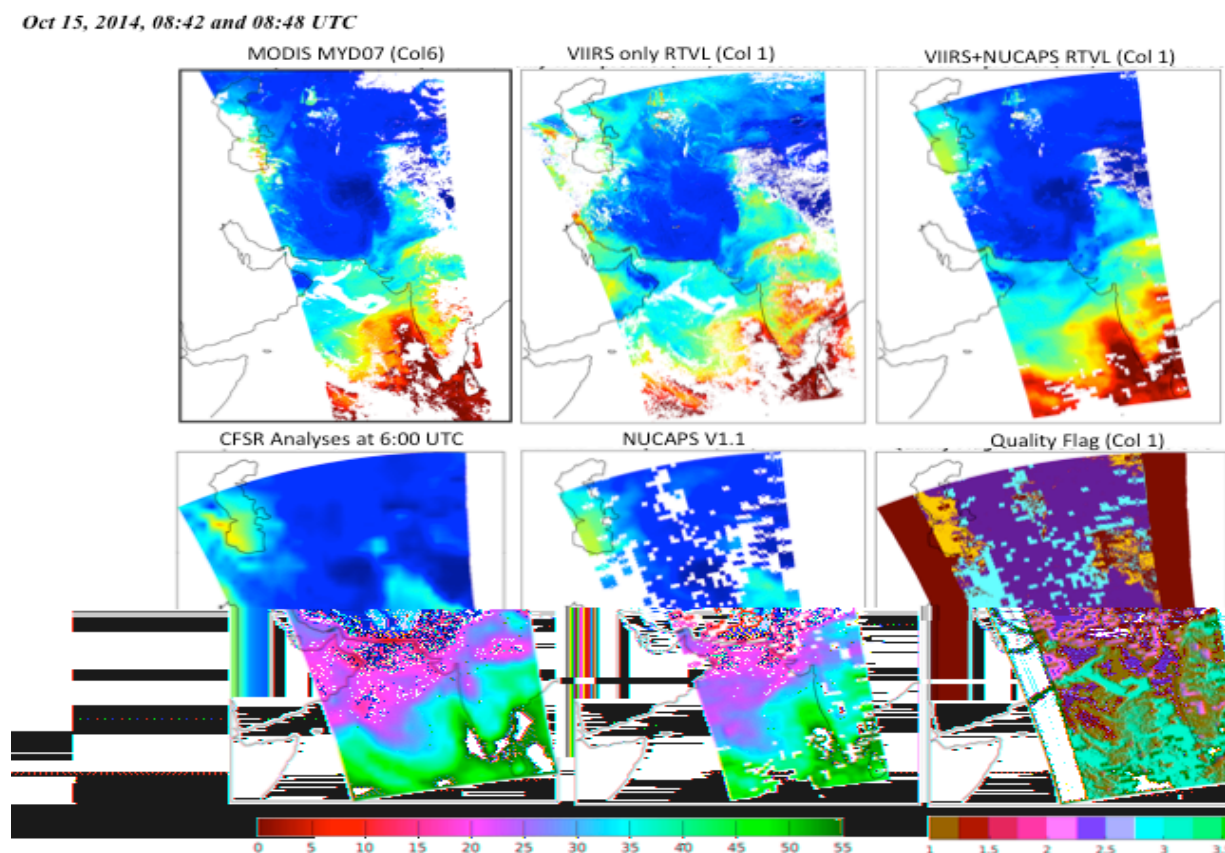 Oct 15, 2014, 08:42 and 08:48 UTC
MODIS MYD07 (Col6)
VIIRS only RTVL (Col 1)
VIIRS+NUCAPS RTVL (Col 1)
CFSR Analyses at 6:00 UTC
NUCAPS V1.1
Quality Flag (Col 1)
0 5 10 15 20 25 30 35 40 45 50 55
1 1.5 2 2.5 3